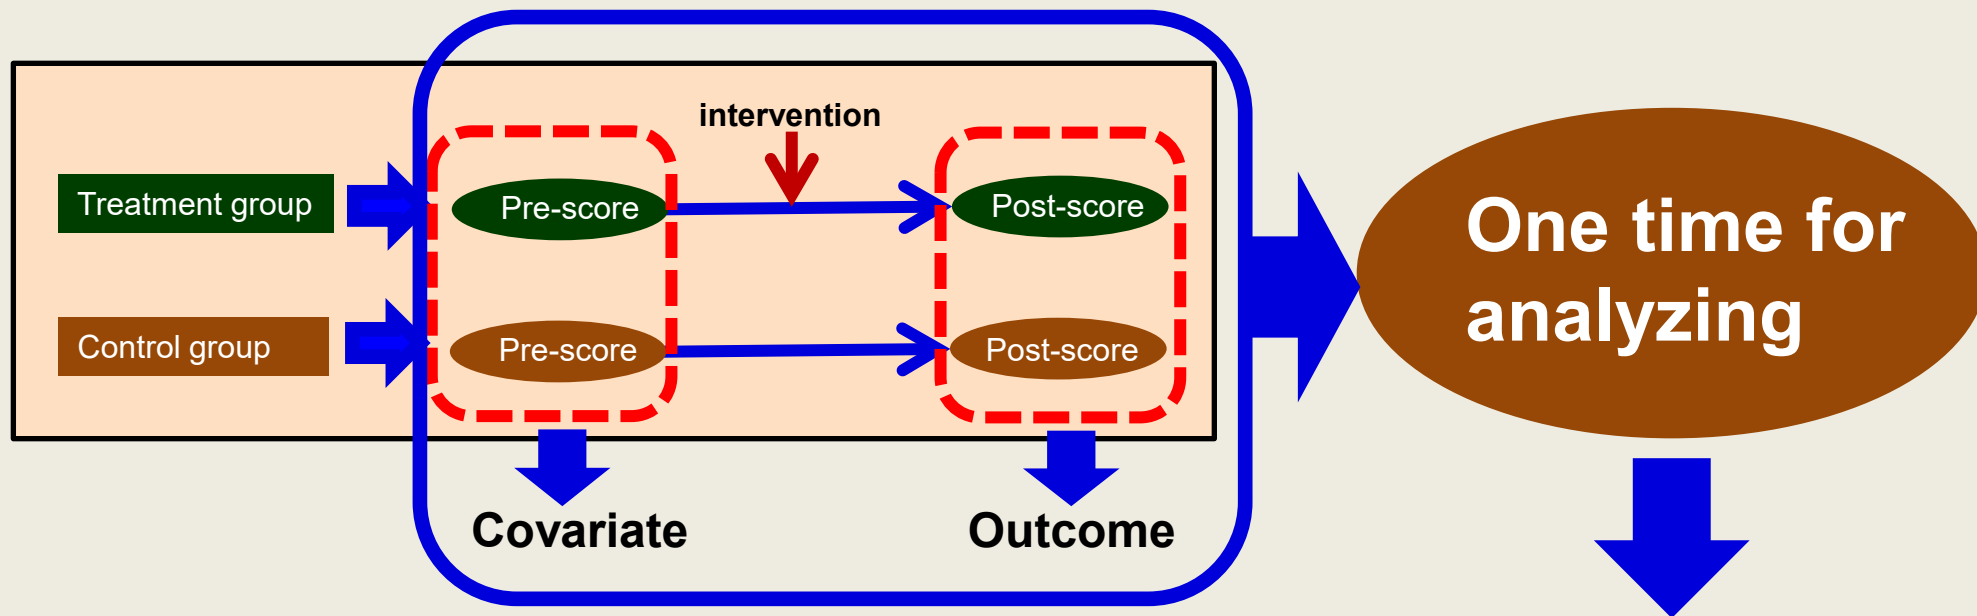 intervention
Treatment group
Pre-score
Post-score
Control group
Pre-score
Post-score
Covariate
Outcome
One time for
analyzing